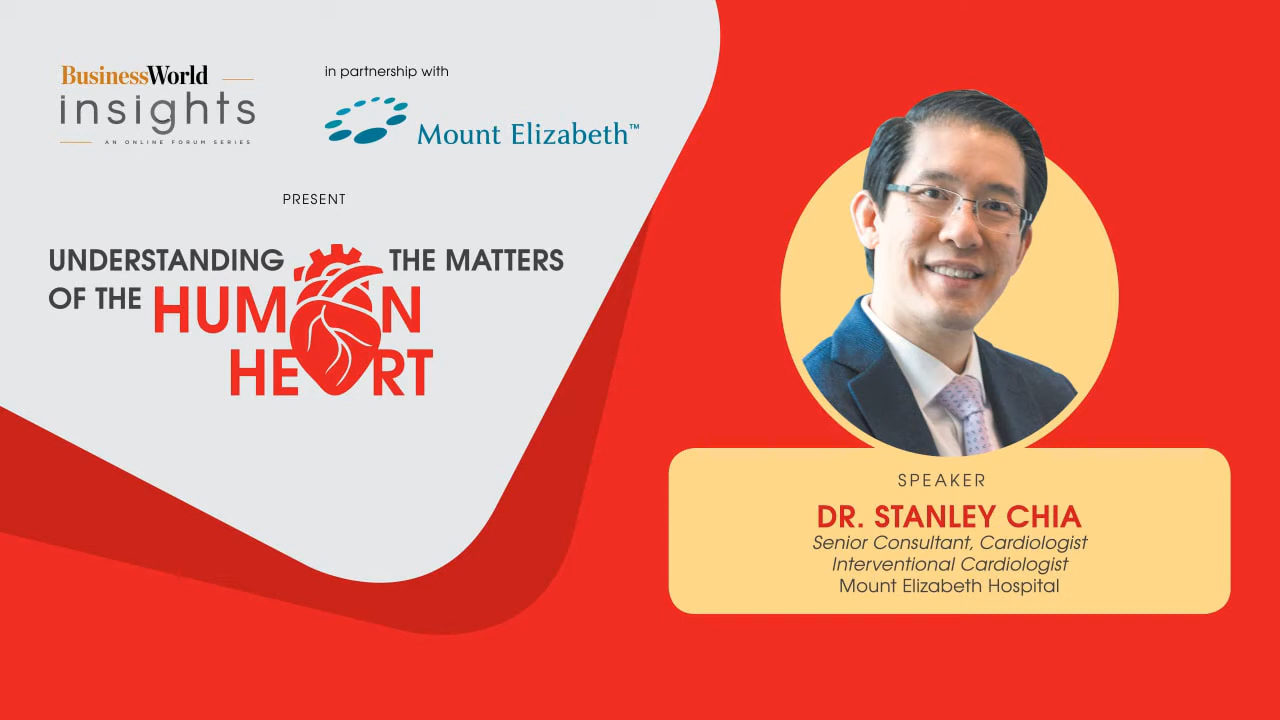 BusinessWorld
insights
AN ONLINE FORUM SERIES
in partnership with
Mount Elizabeth™
PRESENT
UNDERSTANDING THE MATTERS
OF THE HUMAN
HEART
SPEAKER
DR. STANLEY CHIA
Senior Consultant, Cardiologist
Interventional Cardiologist
Mount Elizabeth Hospital